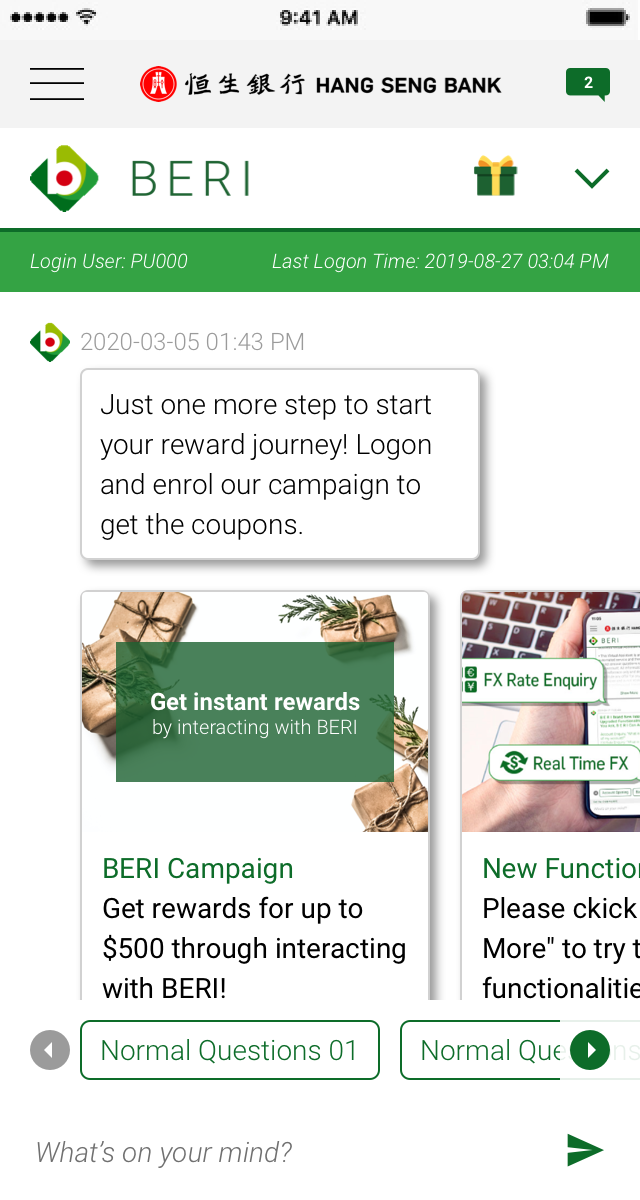 9:41 AM
恒生銀行 HANG SENG BANK
2
BERI
Login User: PU000
Last Logon Time: 2019-08-27 03:04 PM
2020-03-05 01:43 PM
Just one more step to start
your reward journey! Logon
and enrol our campaign to
get the coupons.
Get instant rewards
by interacting with BERI
BERI Campaign
Get rewards for up to
$500 through interacting
with BERI!
BERI
FX Rate Enquiry
Real Time FX
New Function
Please ckick
More" to try t
functionalitie
Normal Questions 01
Normal Que
What's on your mind?